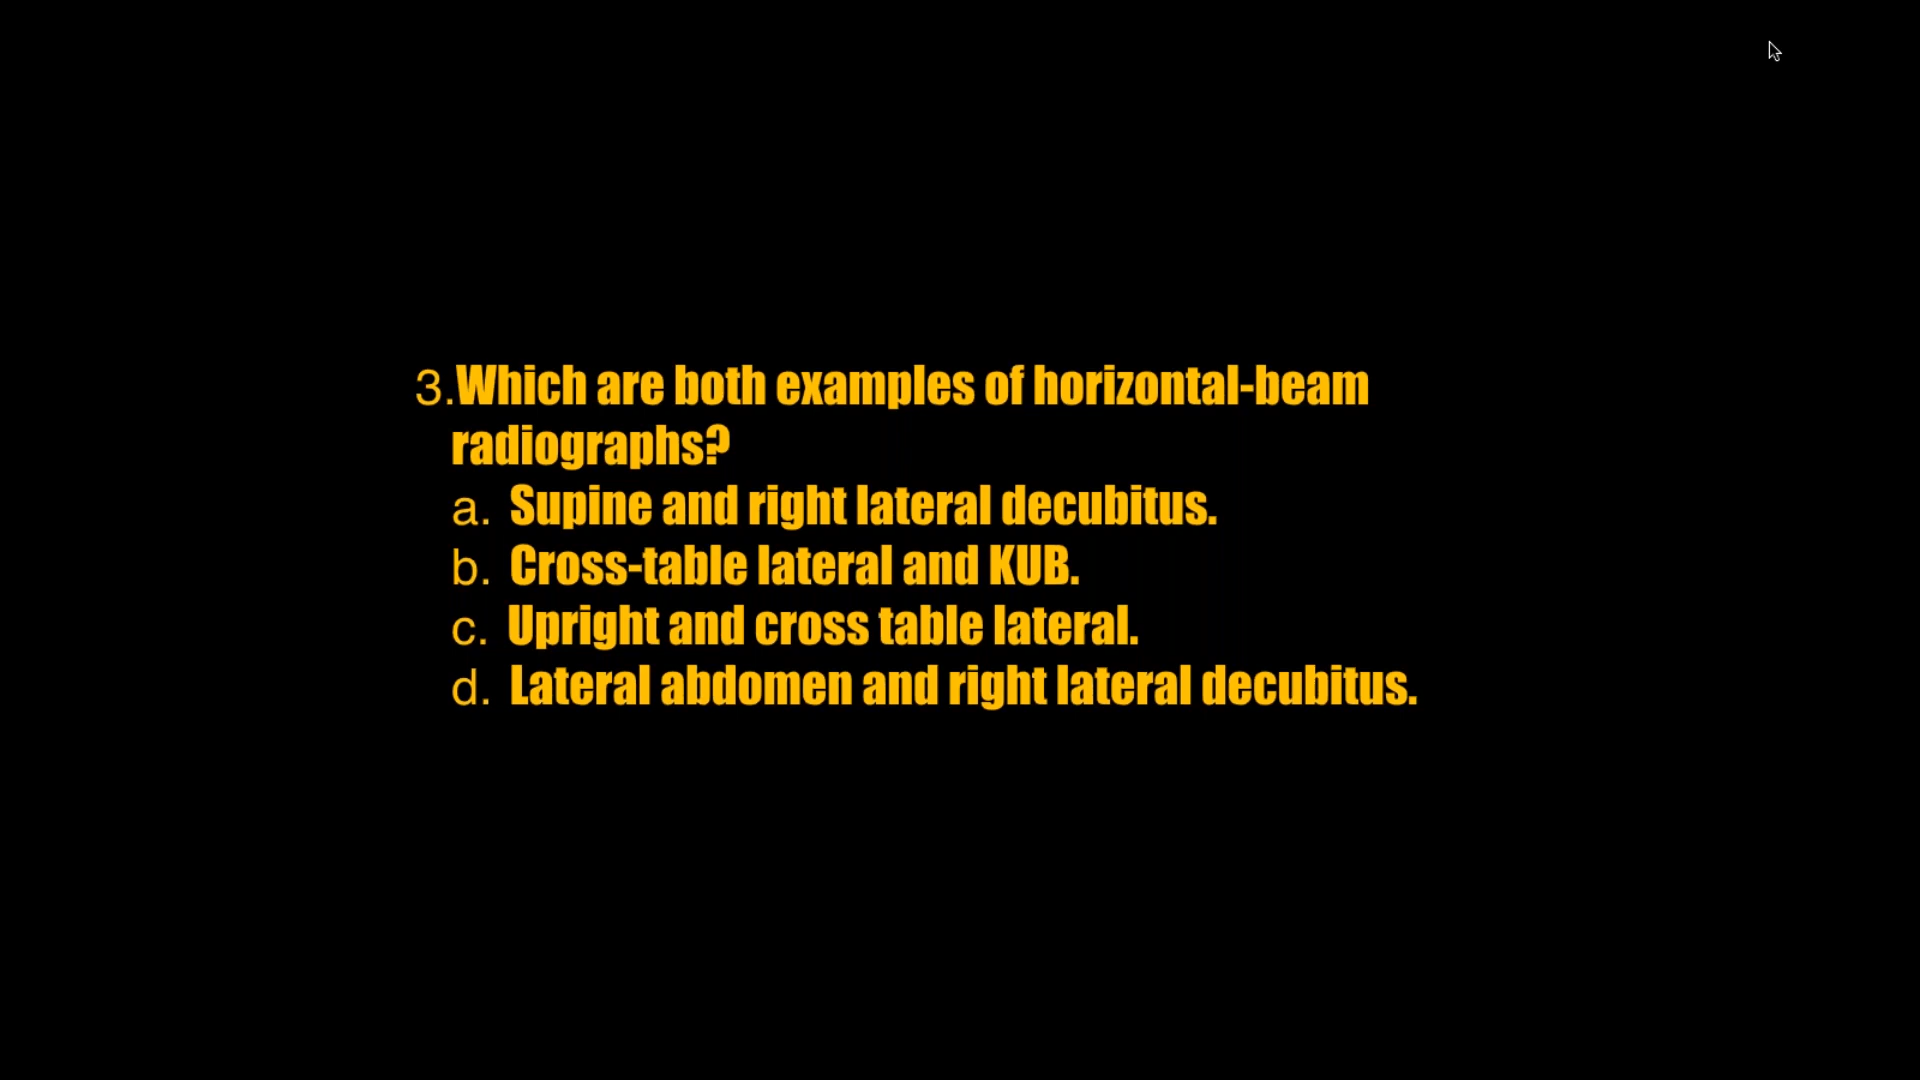 3.Which are both examples of horizontal-beam
radiographs?
a. Supine and right lateral decubitus.
b. Cross-table lateral and KUB.
c. Upright and cross table lateral.
d. Lateral abdomen and right lateral decubitus.